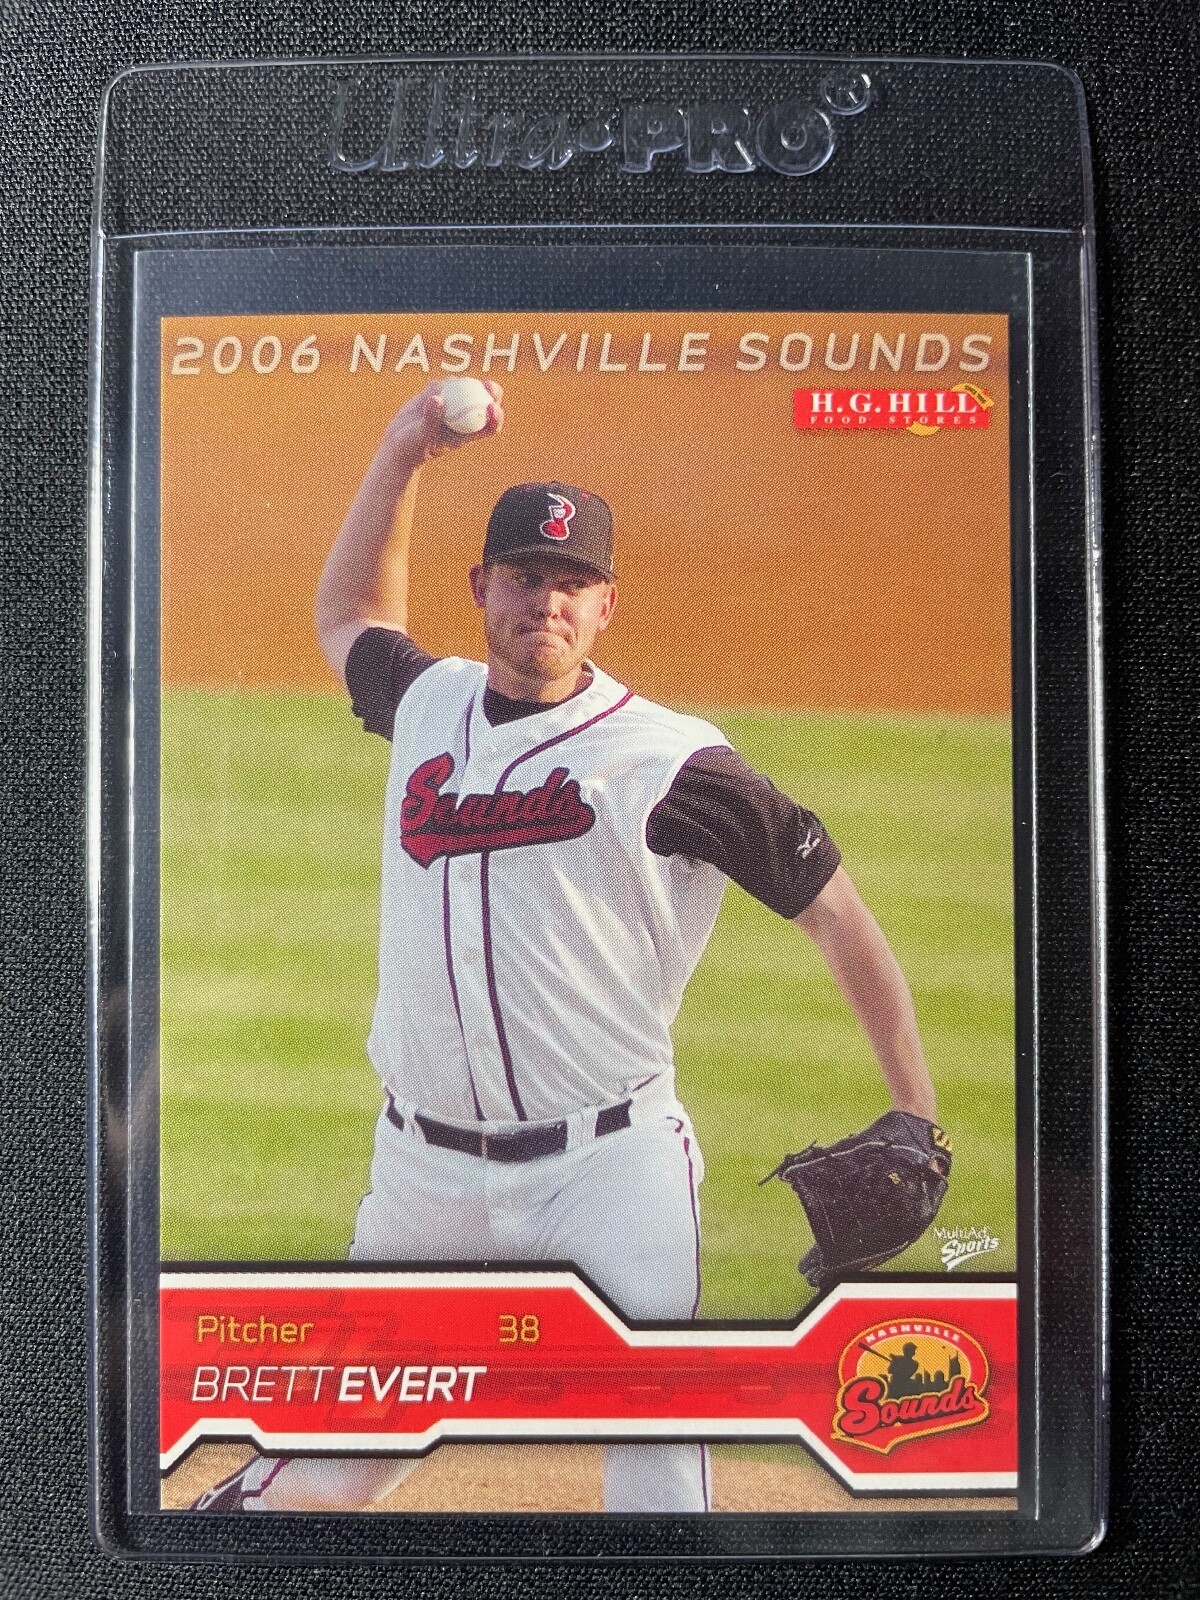 Ultra•PRO®
2006 NASHVILLE SOUNDS
H.G.HILL
FOOD STORES
Sounds
MultiAd
Sports
Pitcher 38
BRETT EVERT
NASHVILLE
Sounds